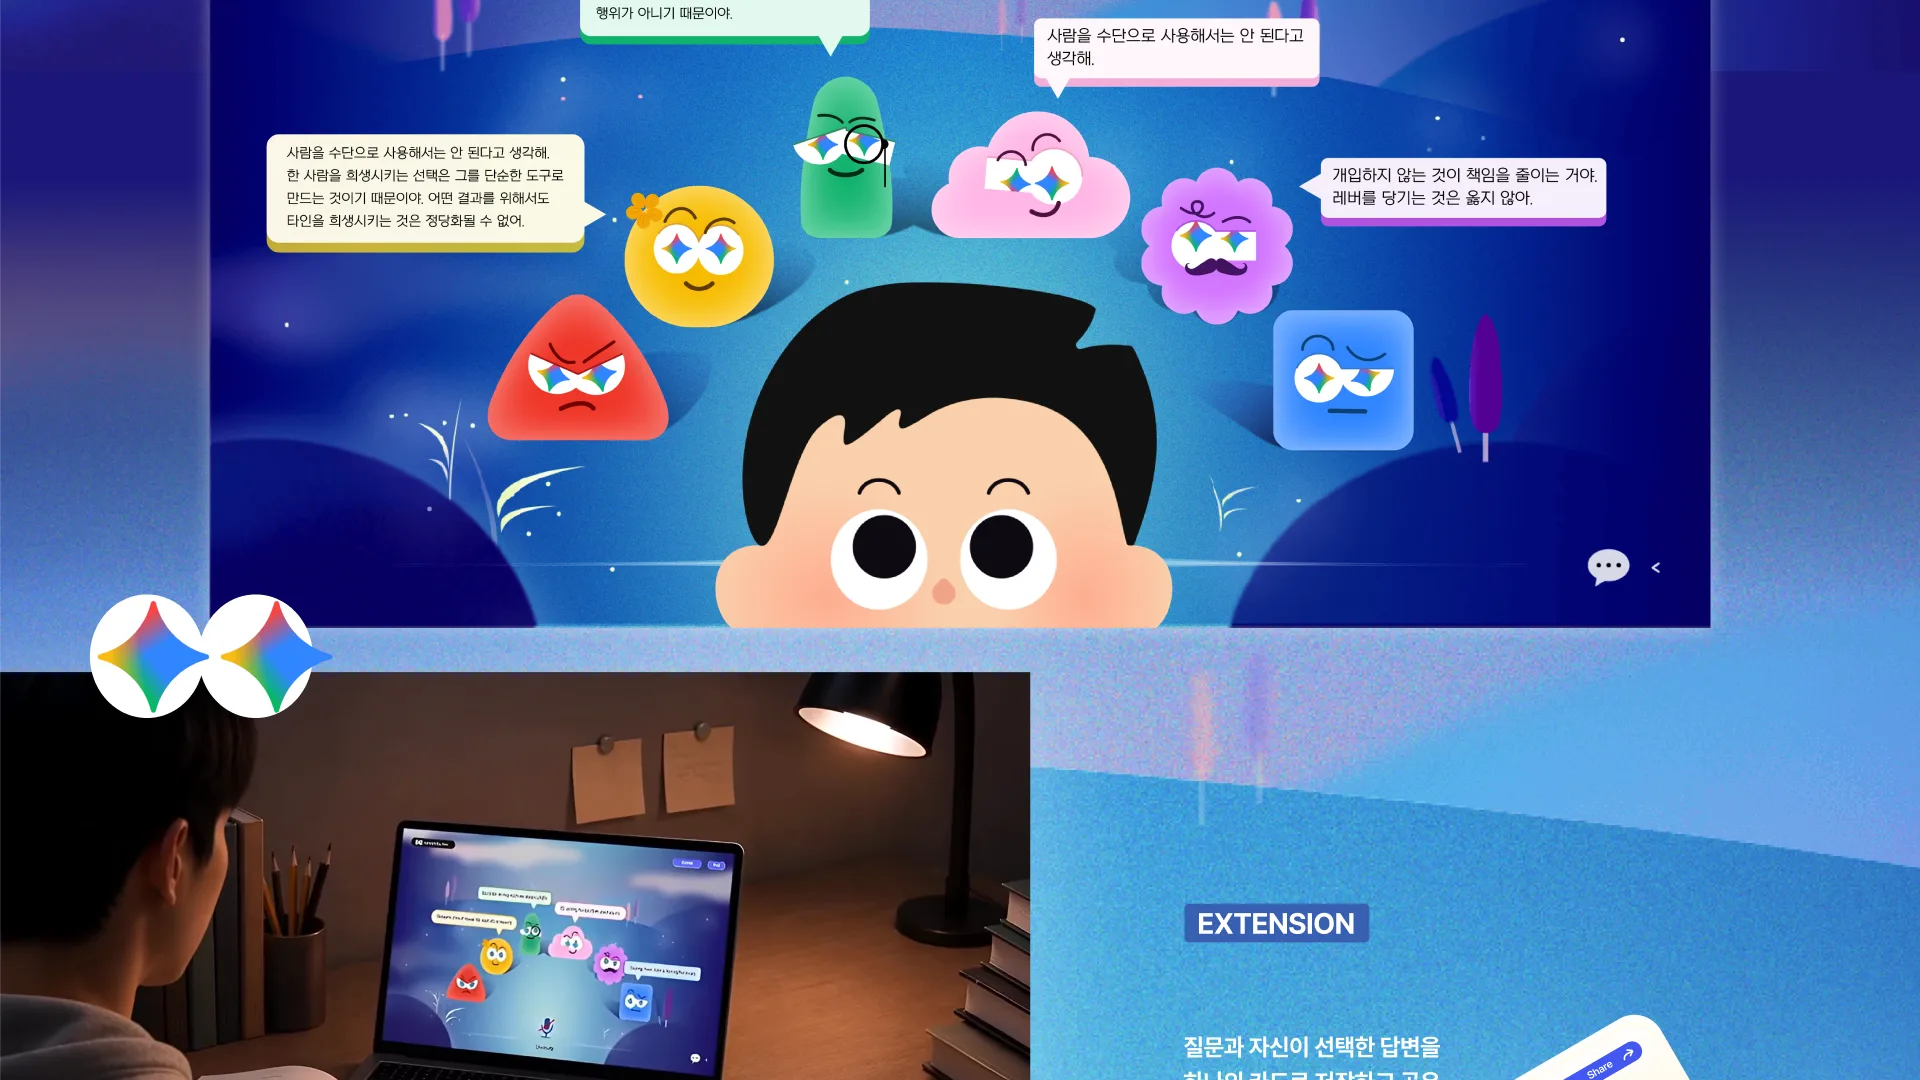 행위가 아니기 때문이야.
사람을 수단으로 사용해서는 안 된다고
생각해.
사람을 수단으로 사용해서는 안 된다고 생각해.
한 사람을 희생시키는 선택은 그를 단순한 도구로
만드는 것이기 때문이야. 어떤 결과를 위해서도
타인을 희생시키는 것은 정당화될 수 없어.
개입하지 않는 것이 책임을 줄이는 거야.
레버를 당기는 것은 옳지 않아.
EXTENSION
질문과 자신이 선택한 답변을
Share